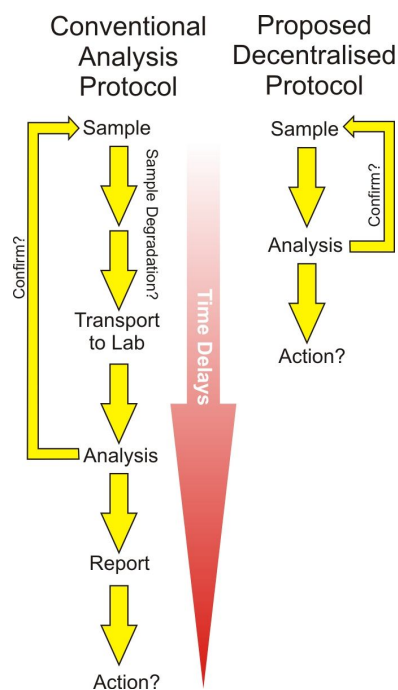 Conventional
Analysis
Protocol
Sample
Sample Degradation?
Transport
to Lab
Confirm?
Analysis
Report
Action?
Time Delays
Proposed
Decentralised
Protocol
Sample
Confirm?
Analysis
Action?